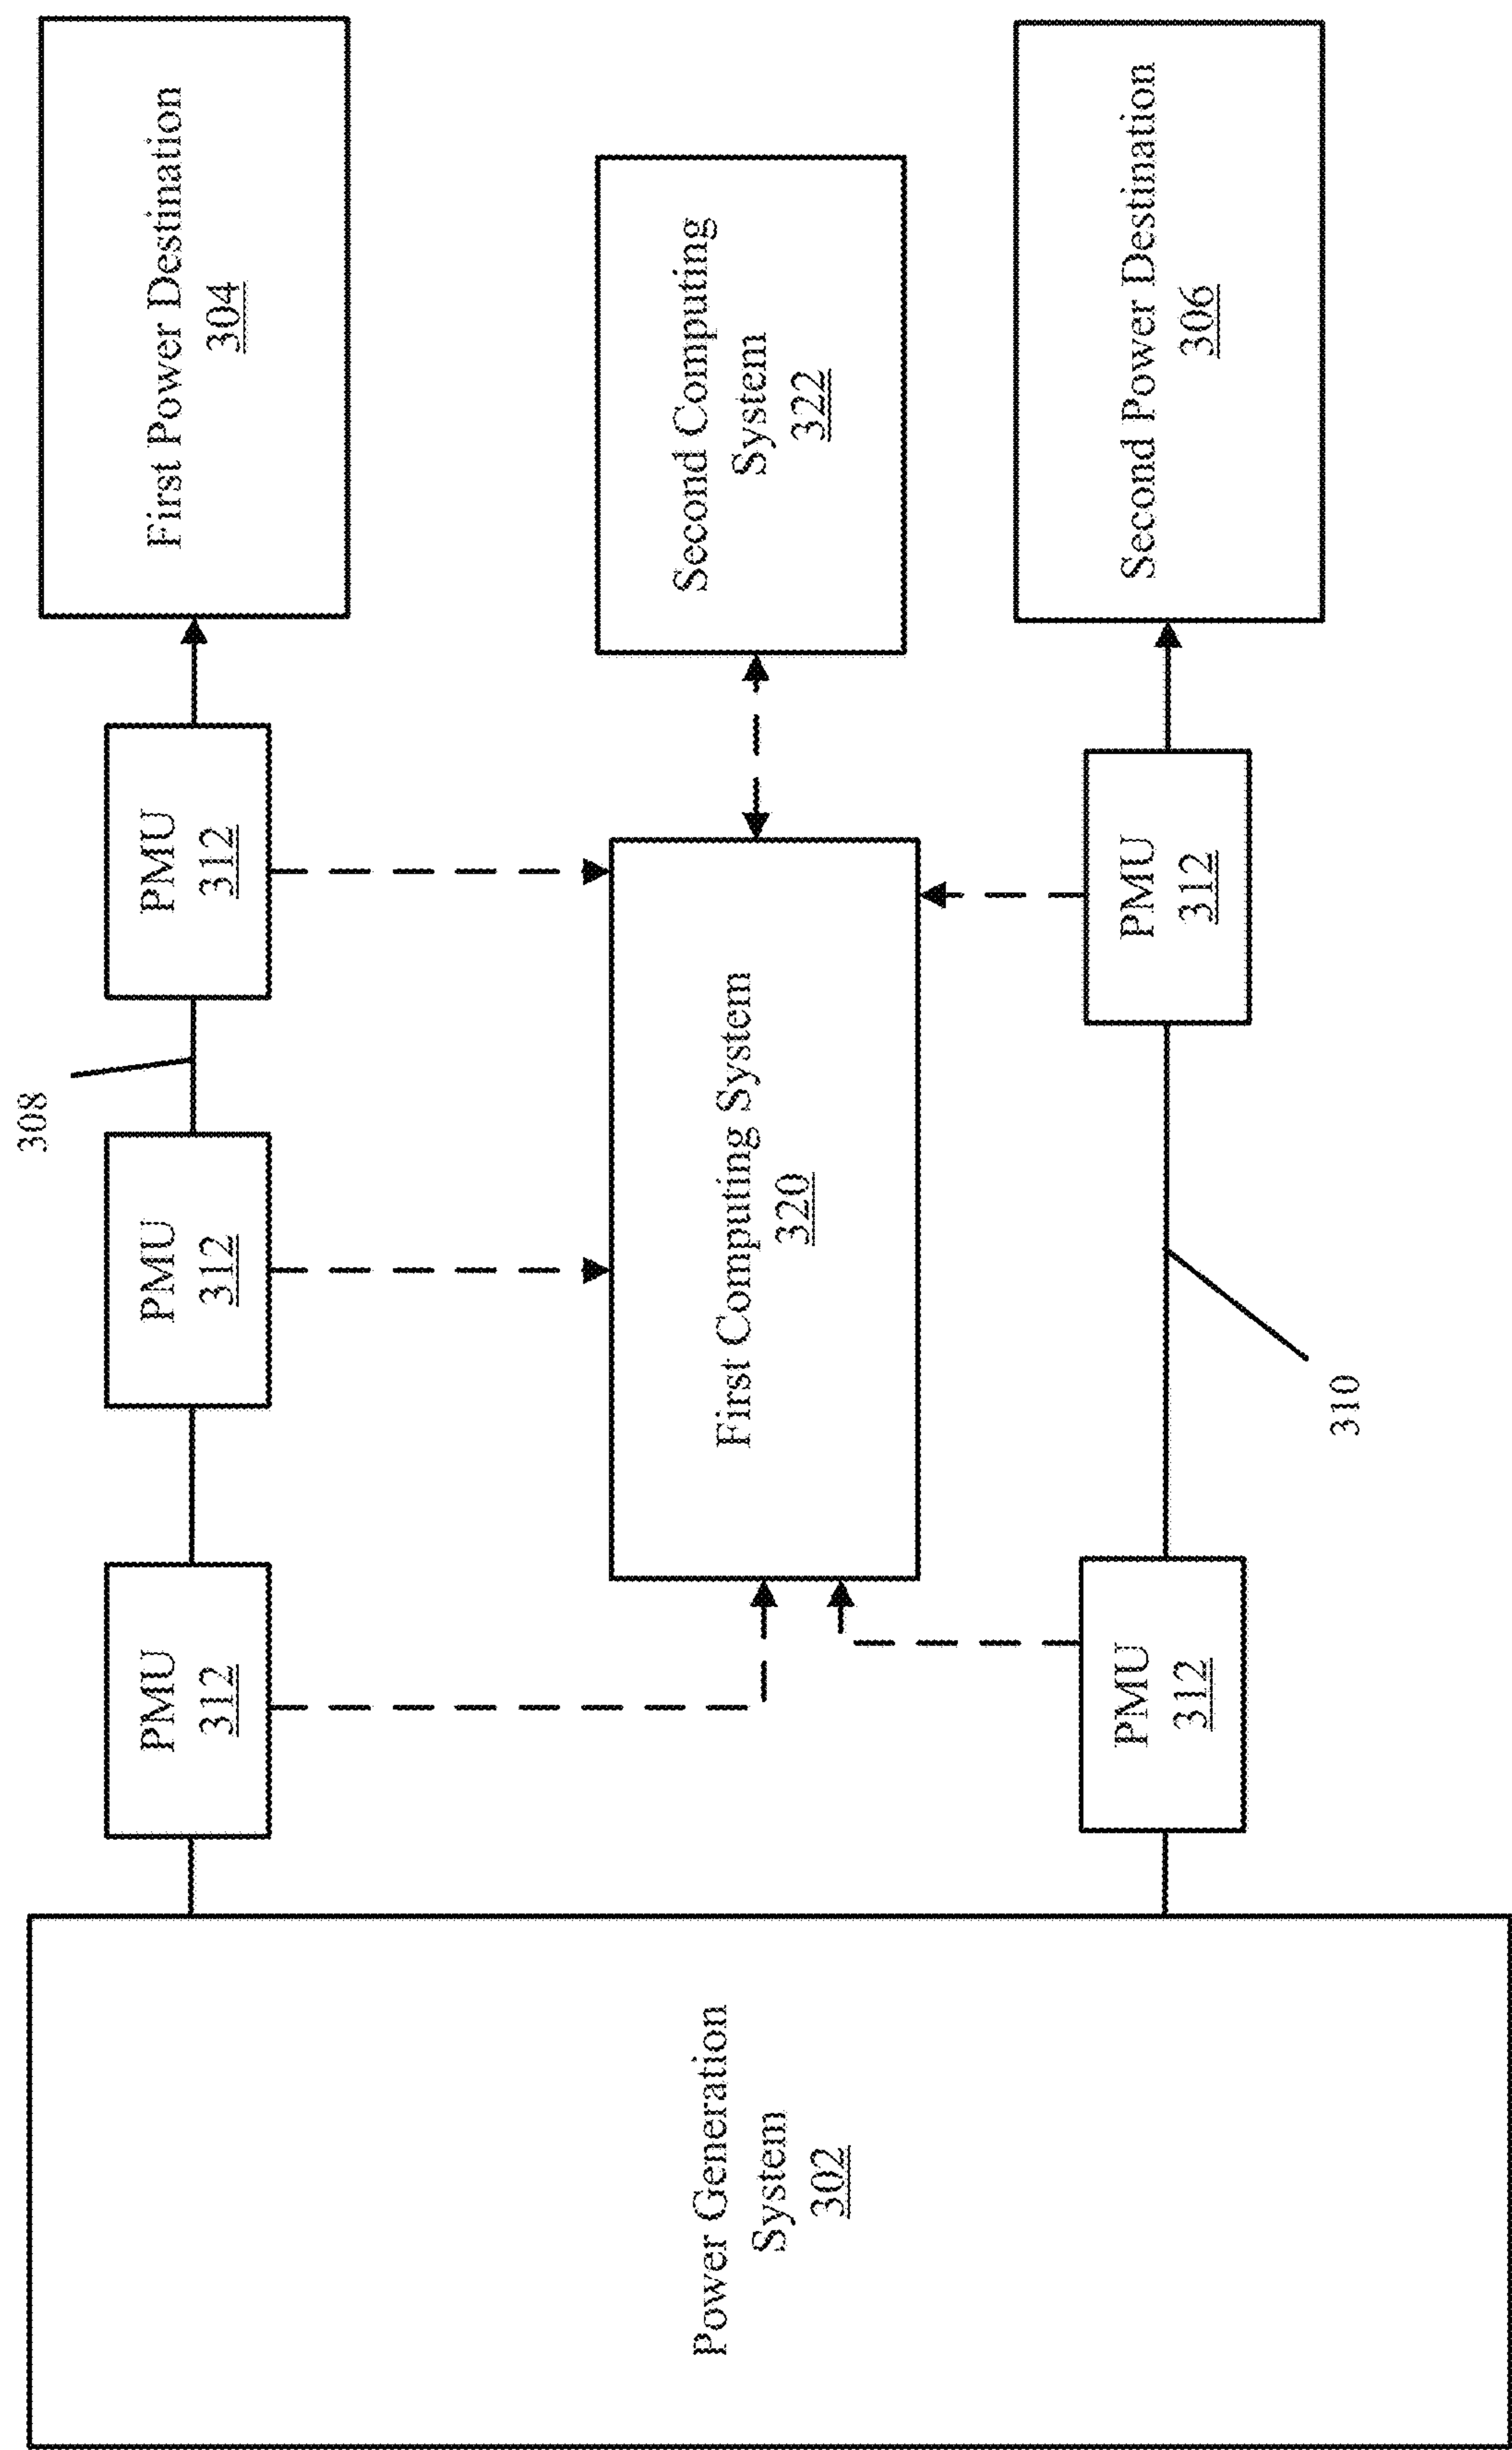 308
PMU
312
PMU
312
PMU
312
First Power Destination
304
Power Generation
System
302
First Computing System
320
Second Computing
System
322
PMU
312
PMU
312
Second Power Destination
306
310